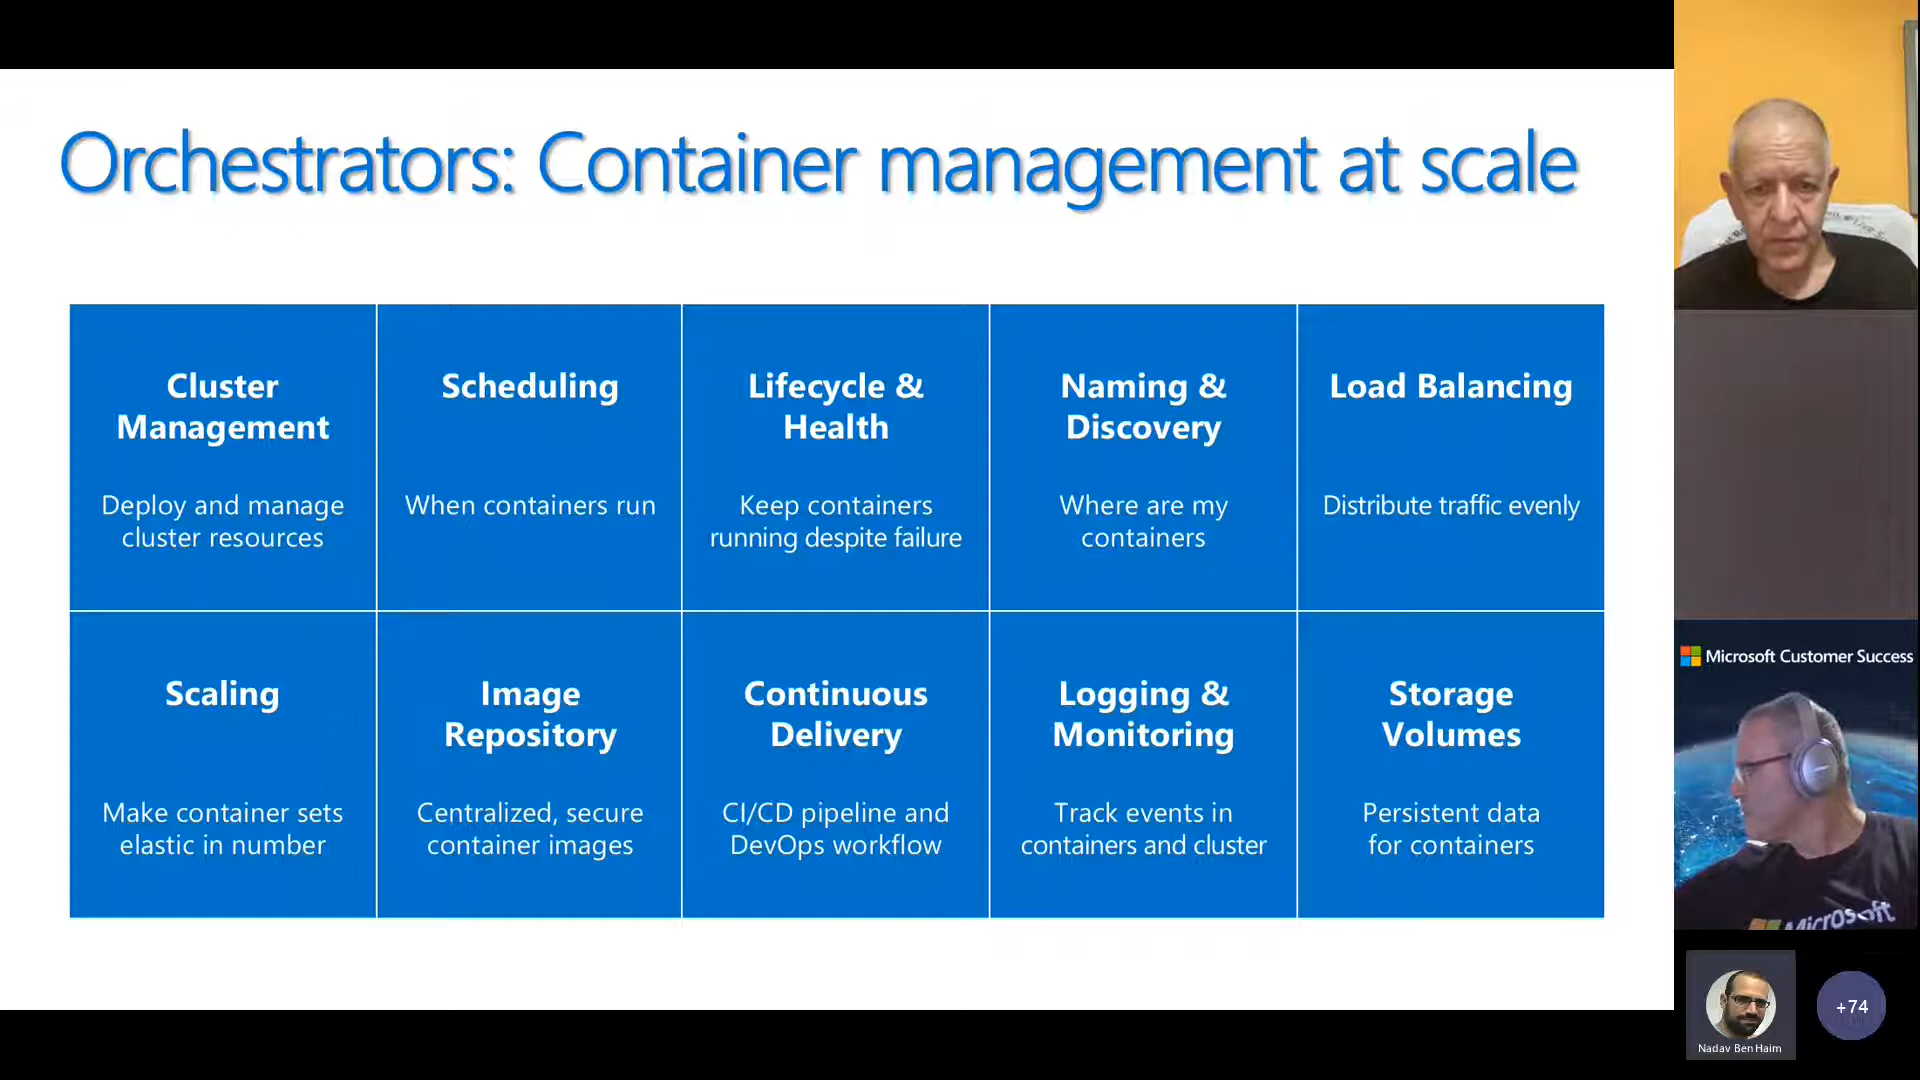 Orchestrators: Container management at scale
Cluster
Management
Deploy and manage
cluster resources
Scheduling
When containers run
Lifecycle &
Health
Keep containers
running despite failure
Naming &
Discovery
Where are my
containers
Load Balancing
Distribute traffic evenly
Scaling
Make container sets
elastic in number
Image
Repository
Centralized, secure
container images
Continuous
Delivery
CI/CD pipeline and
DevOps workflow
Logging &
Monitoring
Track events in
containers and cluster
Storage
Volumes
Persistent data
for containers
Microsoft Customer Success
Microsoft
Nadav Ben Haim
+74